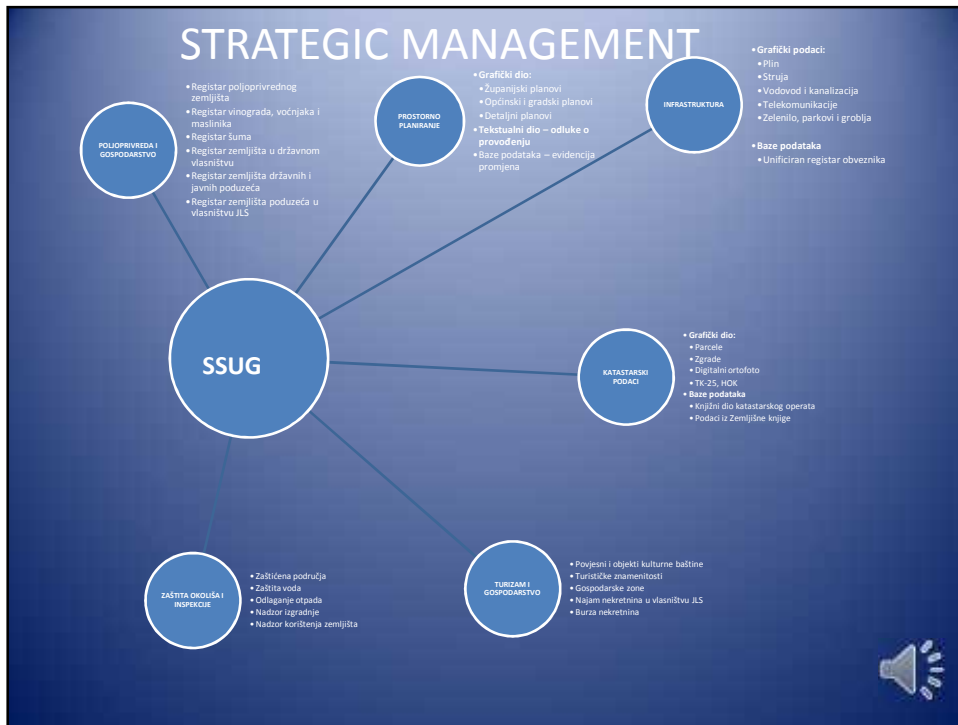 STRATEGIC MANAGEMENT
POLJOPRIVREDA I
GOSPODARSTVO
• Registar poljoprivrednog
zemljišta
• Registar vinograda, voćnjaka i
maslinika
• Registar šuma
• Registar zemljišta u državnom
vlasništvu
• Registar zemljišta državnih i
javnih poduzeća
• Registar zemljišta poduzeća u
vlasništvu JLS
PROSTORNO
PLANIRANJE
• Grafički dio:
• Županijski planovi
• Općinski i gradski planovi
• Detaljni planovi
• Tekstualno dio – odluke o
provođenju
• Baze podataka – evidencija
promjena
INFRASTRUKTURA
• Grafički podaci:
• Plin
• Struja
• Vodovod i kanalizacija
• Telekomunikacije
• Zelenilo, parkovi i groblja
• Baze podataka
• Unificiran registar obveznika
SSUG
KATASTARSKI
PODACI
• Grafički dio:
• Parcele
• Zgrade
• Digitalni ortofoto
• TK-25, HOK
• Baze podataka
• Knjižni dio katastarskog operata
• Podaci iz Zemljišne knjige
ZAŠTITA OKOLIŠA I
INSPEKCIJE
• Zaštićena područja
• Zaštita voda
• Odlaganje otpada
• Nadzor izgradnje
• Nadzor korištenja zemljišta
TURIZAM I
GOSPODARSTVO
• Povjesni i objekti kulturne baštine
• Turističke znamenitosti
• Gospodarske zone
• Najam nekretnina u vlasništvu JLS
• Burza nekretnina